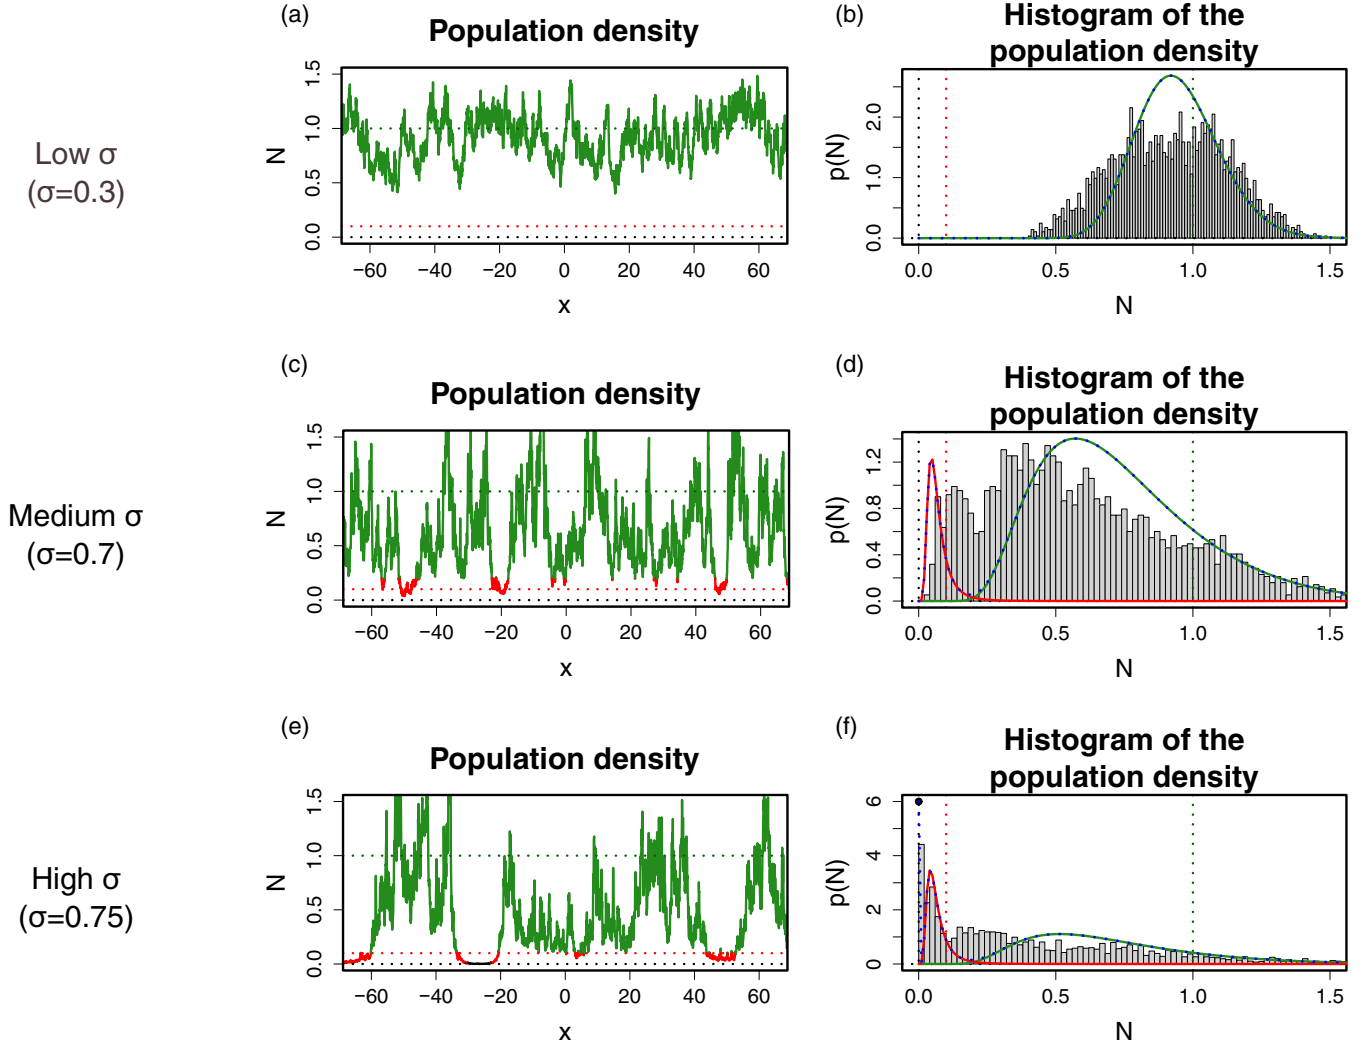 (a)
Population density
(b)
Histogram of the
population density
Low σ
(σ=0.3)
N
0.0 0.5 1.0 1.5
−60 −40 −20 0 20 40 60
x
p(N)
0.0 1.0 2.0
0.0 0.5 1.0 1.5
N
(c)
Population density
(d)
Histogram of the
population density
Medium σ
(σ=0.7)
N
0.0 0.5 1.0 1.5
−60 −40 −20 0 20 40 60
x
p(N)
0.0 0.4 0.8 1.2
0.0 0.5 1.0 1.5
N
(e)
Population density
(f)
Histogram of the
population density
High σ
(σ=0.75)
N
0.0 0.5 1.0 1.5
−60 −40 −20 0 20 40 60
x
p(N)
0 2 4 6
0.0 0.5 1.0 1.5
N